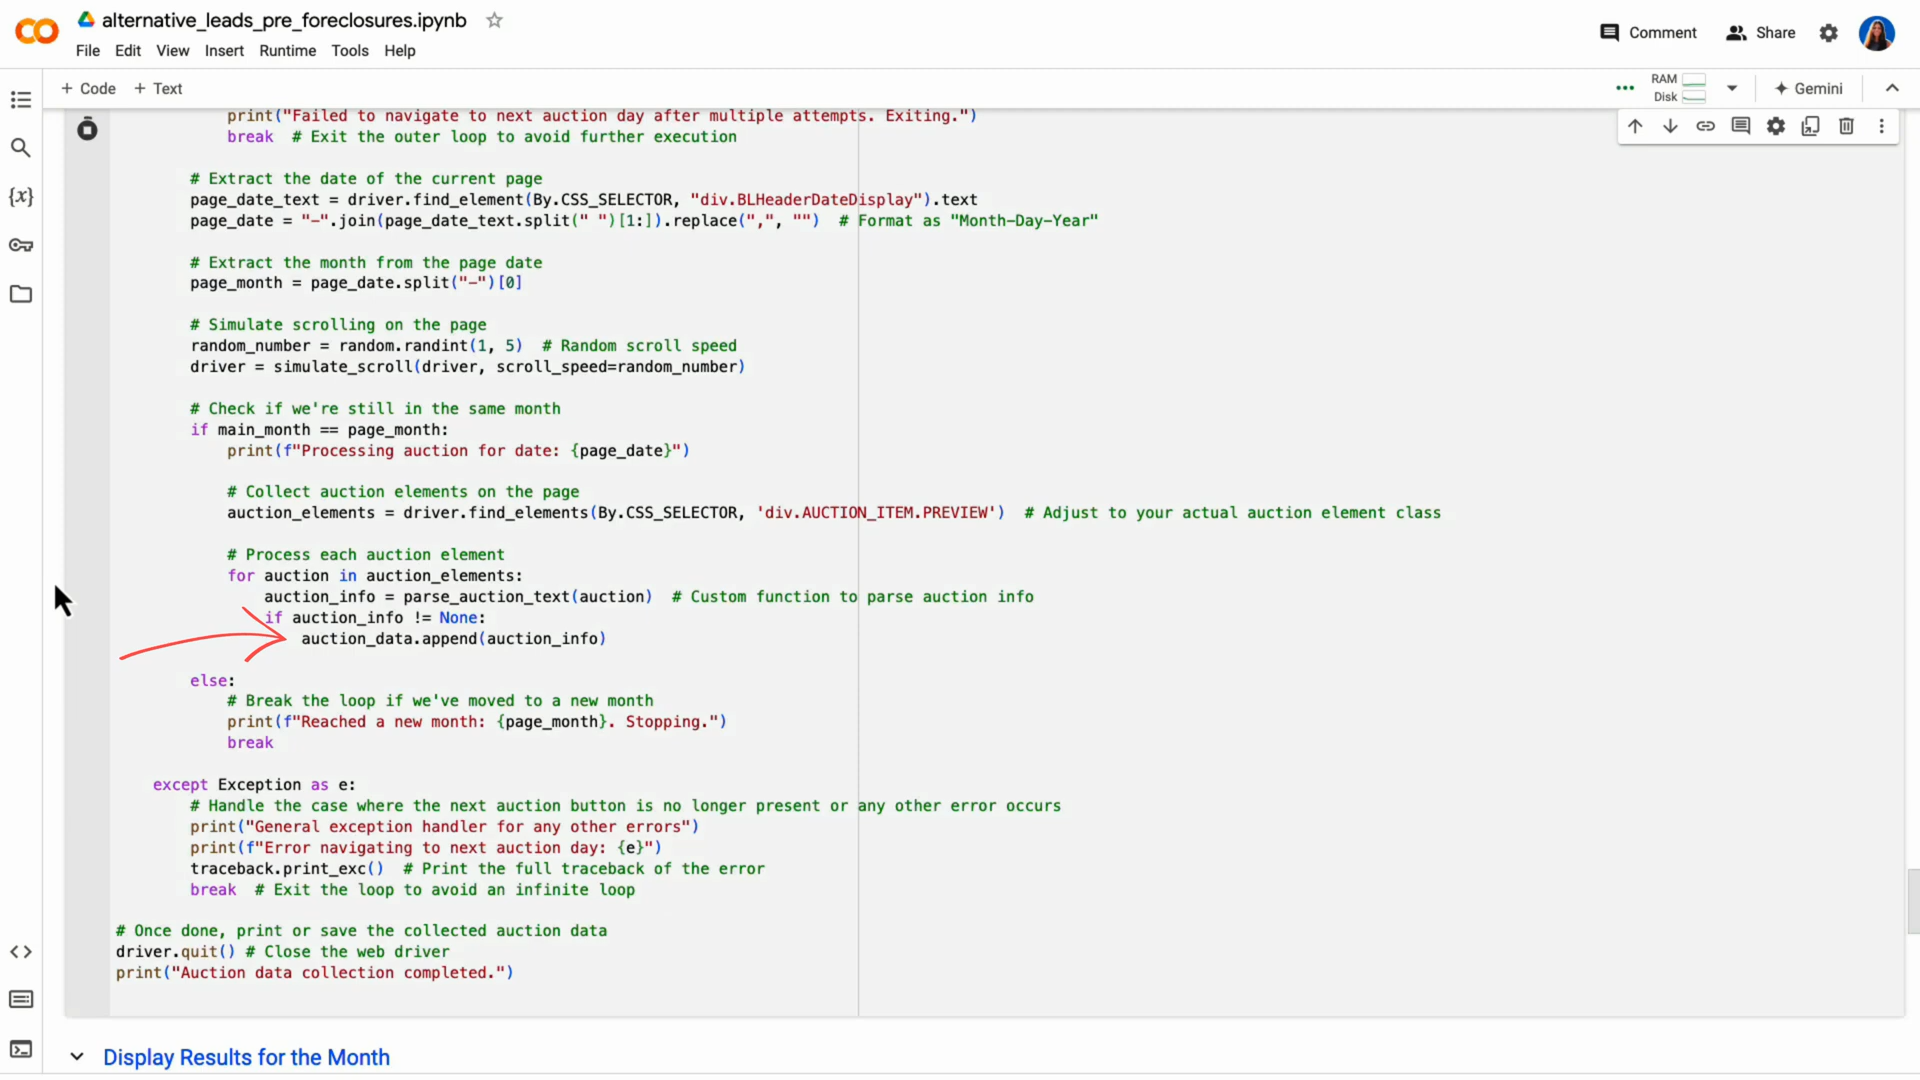 alternative_leads_pre_foreclosures.ipynb
File Edit View Insert Runtime Tools Help
Comment Share
+ Code + Text
RAM
Disk
Gemini
print("Failed to navigate to next auction day after multiple attempts. Exiting.")
break  # Exit the outer loop to avoid further execution
# Extract the date of the current page
page_date_text = driver.find_element(By.CSS_SELECTOR, "div.BLHeaderDateDisplay").text
page_date = "-".join(page_date_text.split(" ")[1:]).replace(",", "")  # Format as "Month-Day-Year"
# Extract the month from the page date
page_month = page_date.split("-")[0]
# Simulate scrolling on the page
random_number = random.randint(1, 5)  # Random scroll speed
driver = simulate_scroll(driver, scroll_speed=random_number)
# Check if we're still in the same month
if main_month == page_month:
print(f"Processing auction for date: {page_date}")
# Collect auction elements on the page
auction_elements = driver.find_elements(By.CSS_SELECTOR, 'div.AUCTION_ITEM.PREVIEW')  # Adjust to your actual auction element class
# Process each auction element
for auction in auction_elements:
auction_info = parse_auction_text(auction)  # Custom function to parse auction info
if auction_info != None:
auction_data.append(auction_info)
else:
# Break the loop if we've moved to a new month
print(f"Reached a new month: {page_month}. Stopping.")
break
except Exception as e:
# Handle the case where the next auction button is no longer present or any other error occurs
print("General exception handler for any other errors")
print(f"Error navigating to next auction day: {e}")
traceback.print_exc()  # Print the full traceback of the error
break  # Exit the loop to avoid an infinite loop
# Once done, print or save the collected auction data
driver.quit() # Close the web driver
print("Auction data collection completed.")
Display Results for the Month